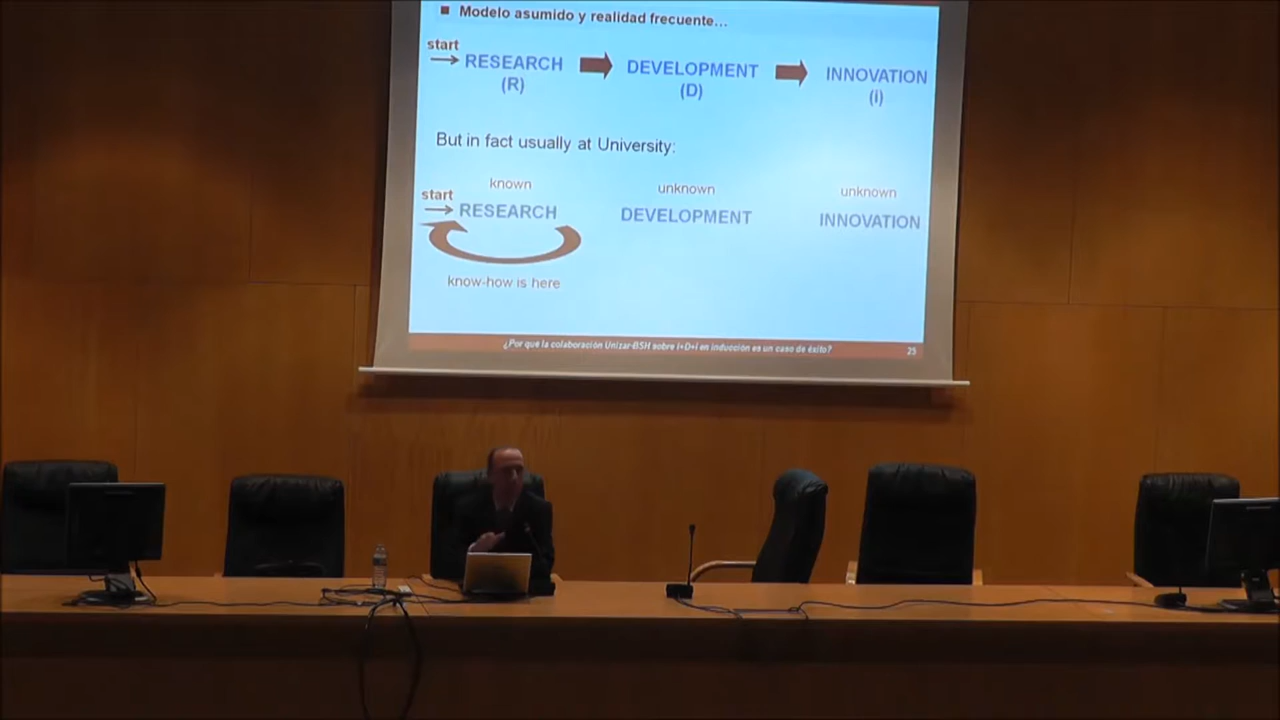 Modelo asumido y realidad frecuente...
start
RESEARCH DEVELOPMENT INNOVATION
(R) (D) (i)
But in fact usually at University:
known unknown unknown
start
RESEARCH DEVELOPMENT INNOVATION
know-how is here
¿Por que la colaboración Unizar-BSH sobre I+D+i en inducción es un caso de éxito? 25